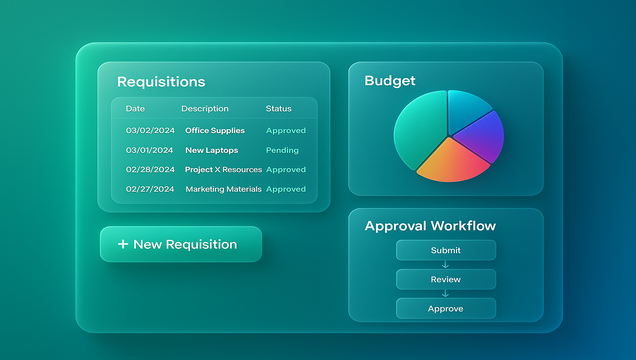 Requisitions
Date Description Status
03/02/2024 Office Supplies Approved
03/01/2024 New Laptops Pending
02/28/2024 Project X Resources Approved
02/27/2024 Marketing Materials Approved
+ New Requisition
Budget
Approval Workflow
Submit
Review
Approve